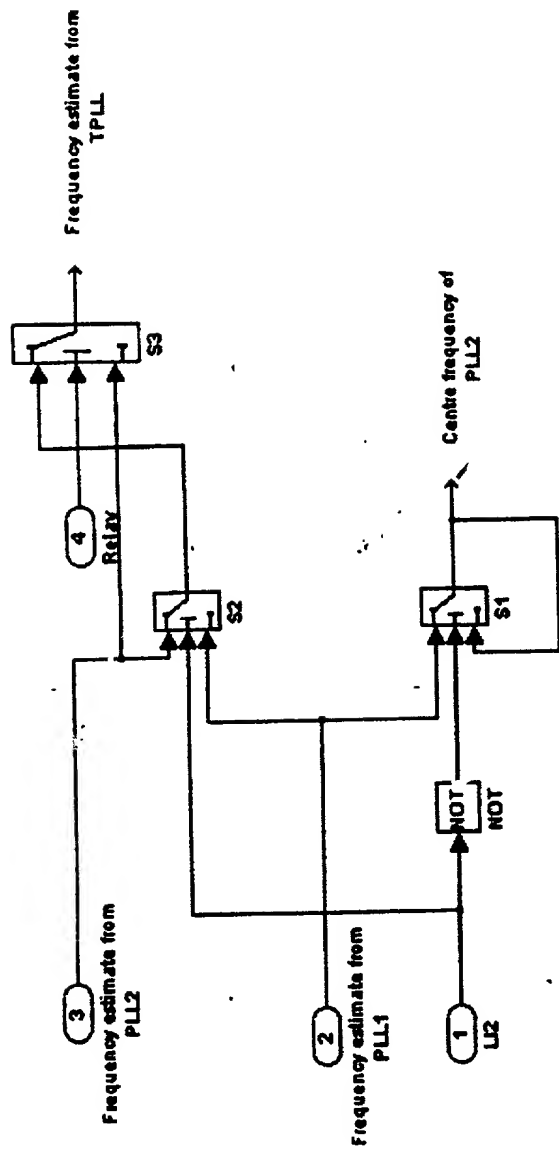 3
Frequency estimate from
PLL2
4
Relay
S3
Frequency estimate from
TPLL
S2
2
Frequency estimate from
PLL1
1
LI2
NOT
NOT
S1
Centre frequency of
PLL2